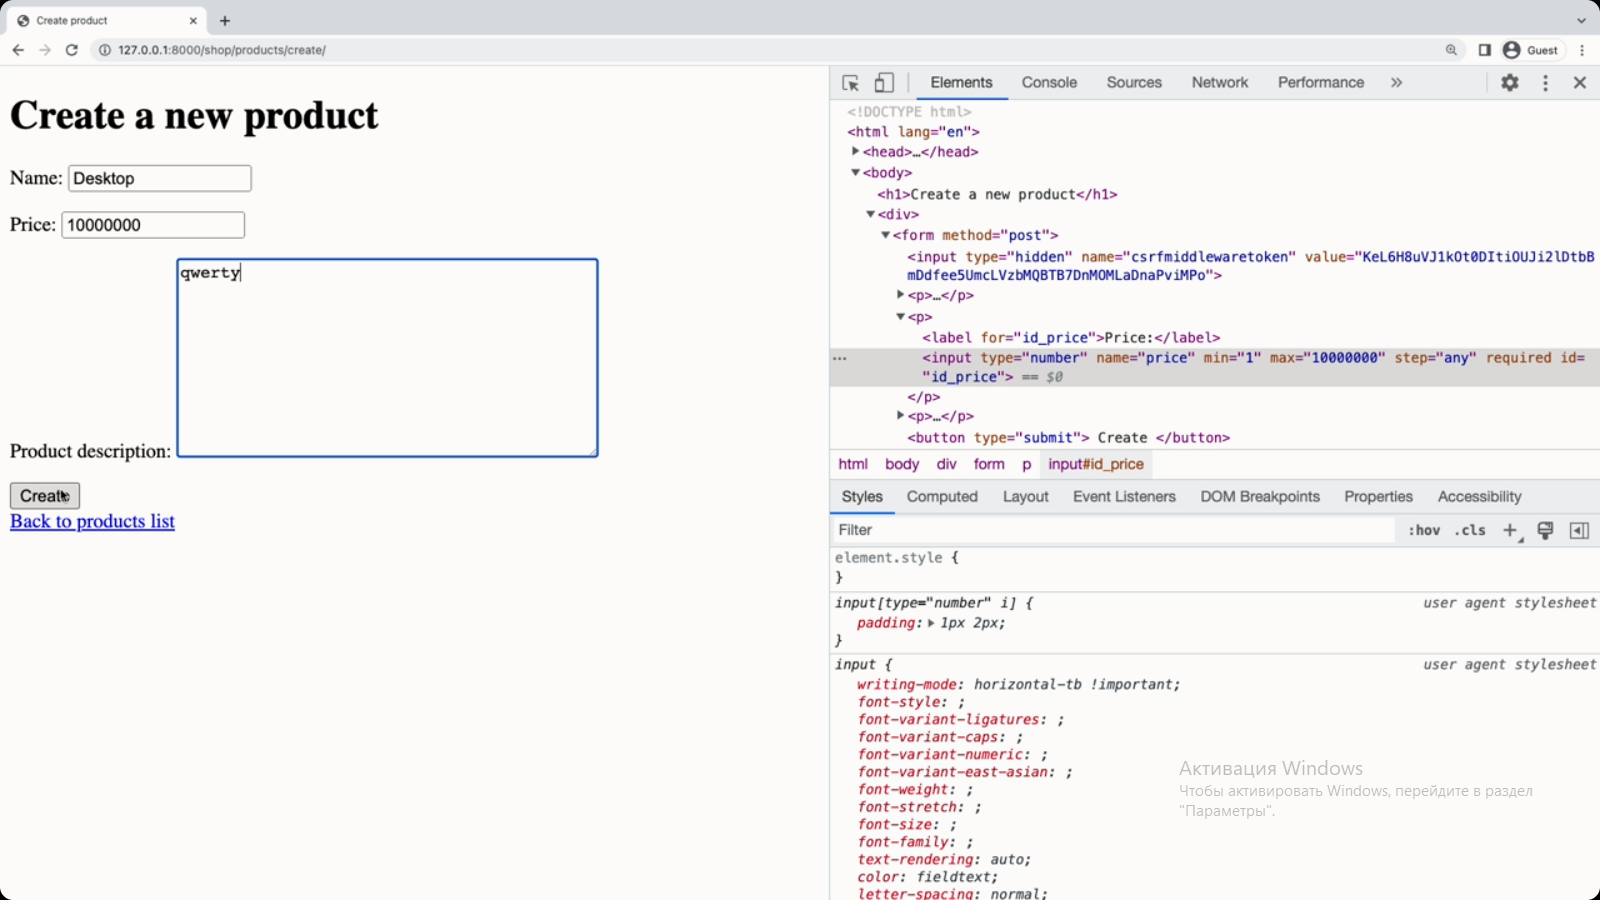 Create product
127.0.0.1:8000/shop/products/create/
Guest
Create a new product
Name: Desktop
Price: 10000000
qwerty
Product description:
Create
Back to products list
Elements Console Sources Network Performance »
<!DOCTYPE html>
<html lang="en">
<head>…</head>
<body>
<h1>Create a new product</h1>
<div>
<form method="post">
<input type="hidden" name="csrfmiddlewaretoken" value="KeL6H8uVJ1kOt0DItiOUJi2lDtbB
mDdfee5UmcLVzbMQBTB7DnMOMLaDnaPviMPo">
<p>…</p>
<p>
<label for="id_price">Price:</label>
<input type="number" name="price" min="1" max="10000000" step="any" required id=
"id_price"> == $0
</p>
<p>…</p>
<button type="submit"> Create </button>
html body div form p input#id_price
Styles Computed Layout Event Listeners DOM Breakpoints Properties Accessibility
Filter :hov .cls
element.style {
}
input[type="number" i] { user agent stylesheet
padding: 1px 2px;
}
input { user agent stylesheet
writing-mode: horizontal-tb !important;
font-style: ;
font-variant-ligatures: ;
font-variant-caps: ;
font-variant-numeric: ;
font-variant-east-asian: ;
font-weight: ;
font-stretch: ;
font-size: ;
font-family: ;
text-rendering: auto;
color: fieldtext;
letter-spacing: normal;
Активация Windows
Чтобы активировать Windows, перейдите в раздел
"Параметры".